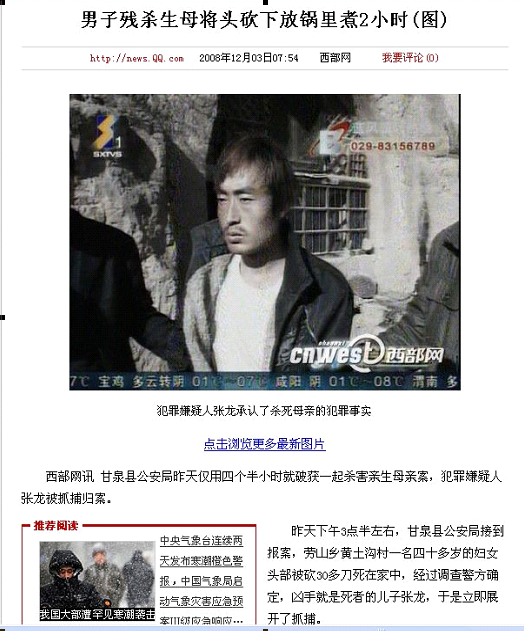 男子残杀生母将头砍下放锅里煮2小时(图)
http://news.QQ.com 2008年12月03日07:54 西部网 我要评论(0)
1
SXTVS
029-83156789
cnwest 西部网
7℃ 宝鸡 多云转阴 01℃~07℃ 咸阳 阴 01℃~08℃ 渭南 多
犯罪嫌疑人张龙承认了杀死母亲的犯罪事实
点击浏览更多最新图片
西部网讯 甘泉县公安局昨天仅用四个半小时就破获一起杀害亲生母亲案，犯罪嫌疑人
张龙被抓捕归案。
推荐阅读
我国大部遭罕见寒潮袭击
中央气象台连续两
天发布寒潮橙色警
报，中国气象局启
动气象灾害应急预
案III级应急响应…
昨天下午3点半左右，甘泉县公安局接到
报案，劳山乡黄土沟村一名四十多岁的妇女
头部被砍30多刀死在家中，经过调查警方确
定，凶手就是死者的儿子张龙，于是立即展
开了抓捕。